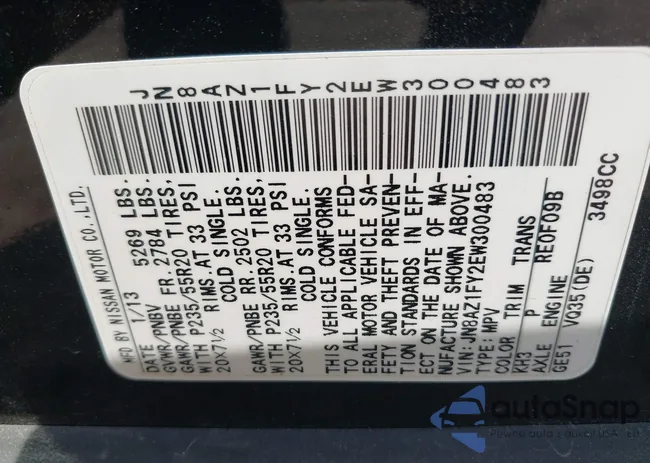 JN8AZ1FY2EW300483
MFD BY NISSAN MOTOR CO.,LTD.
DATE 1/13
GVWR/PNBV 5269 LBS.
GAWR/PNBE FR. 2784 LBS.
WITH P235/55R20 TIRES,
20X7½ RIMS.AT 33 PSI
COLD SINGLE.
GAWR/PNBE RR. 2502 LBS.
WITH P235/55R20 TIRES,
20X7½ RIMS.AT 33 PSI
COLD SINGLE.
THIS VEHICLE CONFORMS
TO ALL APPLICABLE FED-
ERAL MOTOR VEHICLE SA-
FETY AND THEFT PREVEN-
TION STANDARDS IN EFF-
ECT ON THE DATE OF MA-
NUFACTURE SHOWN ABOVE.
VIN:JN8AZ1FY2EW300483
TYPE:MPV
COLOR TRIM TRANS
KH3 P RE0F09B
AXLE ENGINE
GE51 VQ35(DE) 3498CC
autoSnap
Pewne auto z aukcji USA